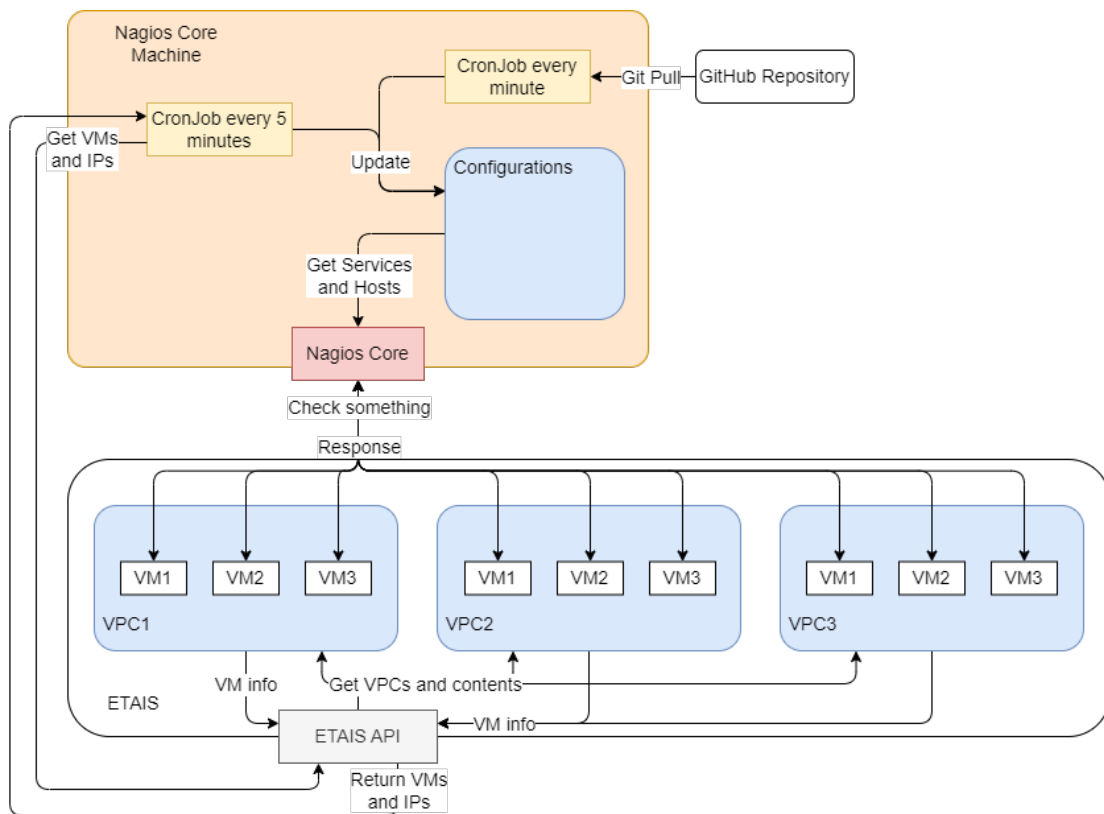 Nagios Core
Machine
CronJob every
minute
Git Pull
GitHub Repository
CronJob every 5
minutes
Get VMs
and IPs
Update
Configurations
Get Services
and Hosts
Nagios Core
Check something
Response
VM1
VM2
VM3
VPC1
VM1
VM2
VM3
VPC2
VM1
VM2
VM3
VPC3
VM info
Get VPCs and contents
ETAIS
VM info
ETAIS API
Return VMs
and IPs